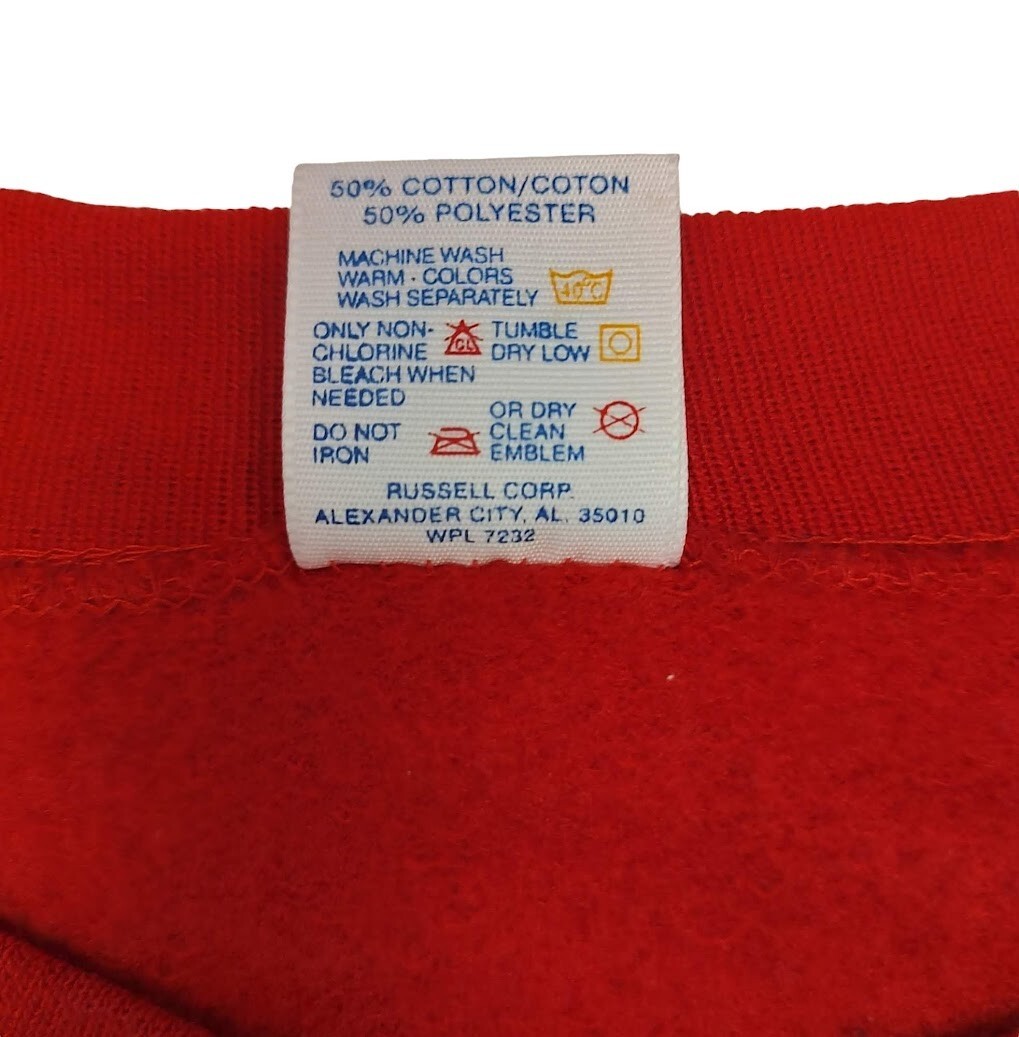 50% COTTON/COTON
50% POLYESTER
MACHINE WASH
WARM - COLORS
WASH SEPARATELY
40°C
ONLY NON-
CHLORINE
BLEACH WHEN
NEEDED
CL
TUMBLE
DRY LOW
DO NOT
IRON
OR DRY
CLEAN
EMBLEM
RUSSELL CORP.
ALEXANDER CITY, AL. 35010
WPL 7232